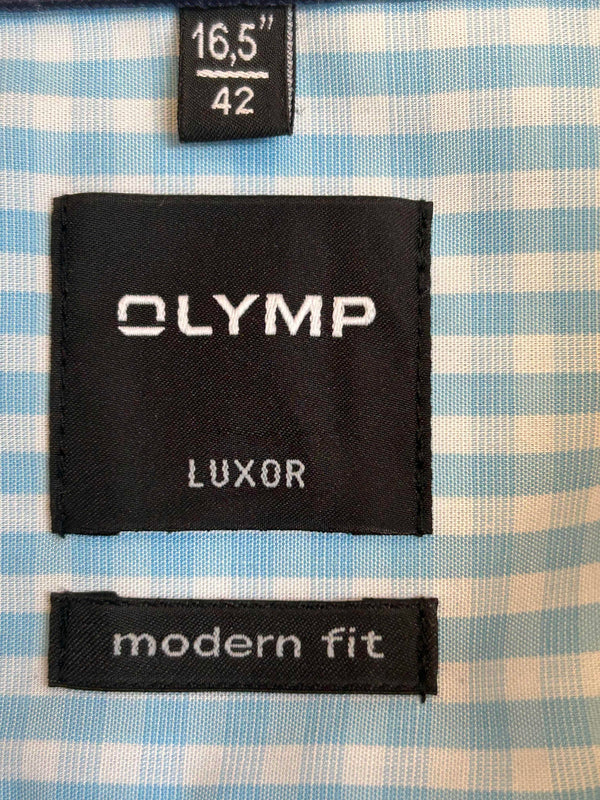 16,5"
42
OLYMP
LUXOR
modern fit